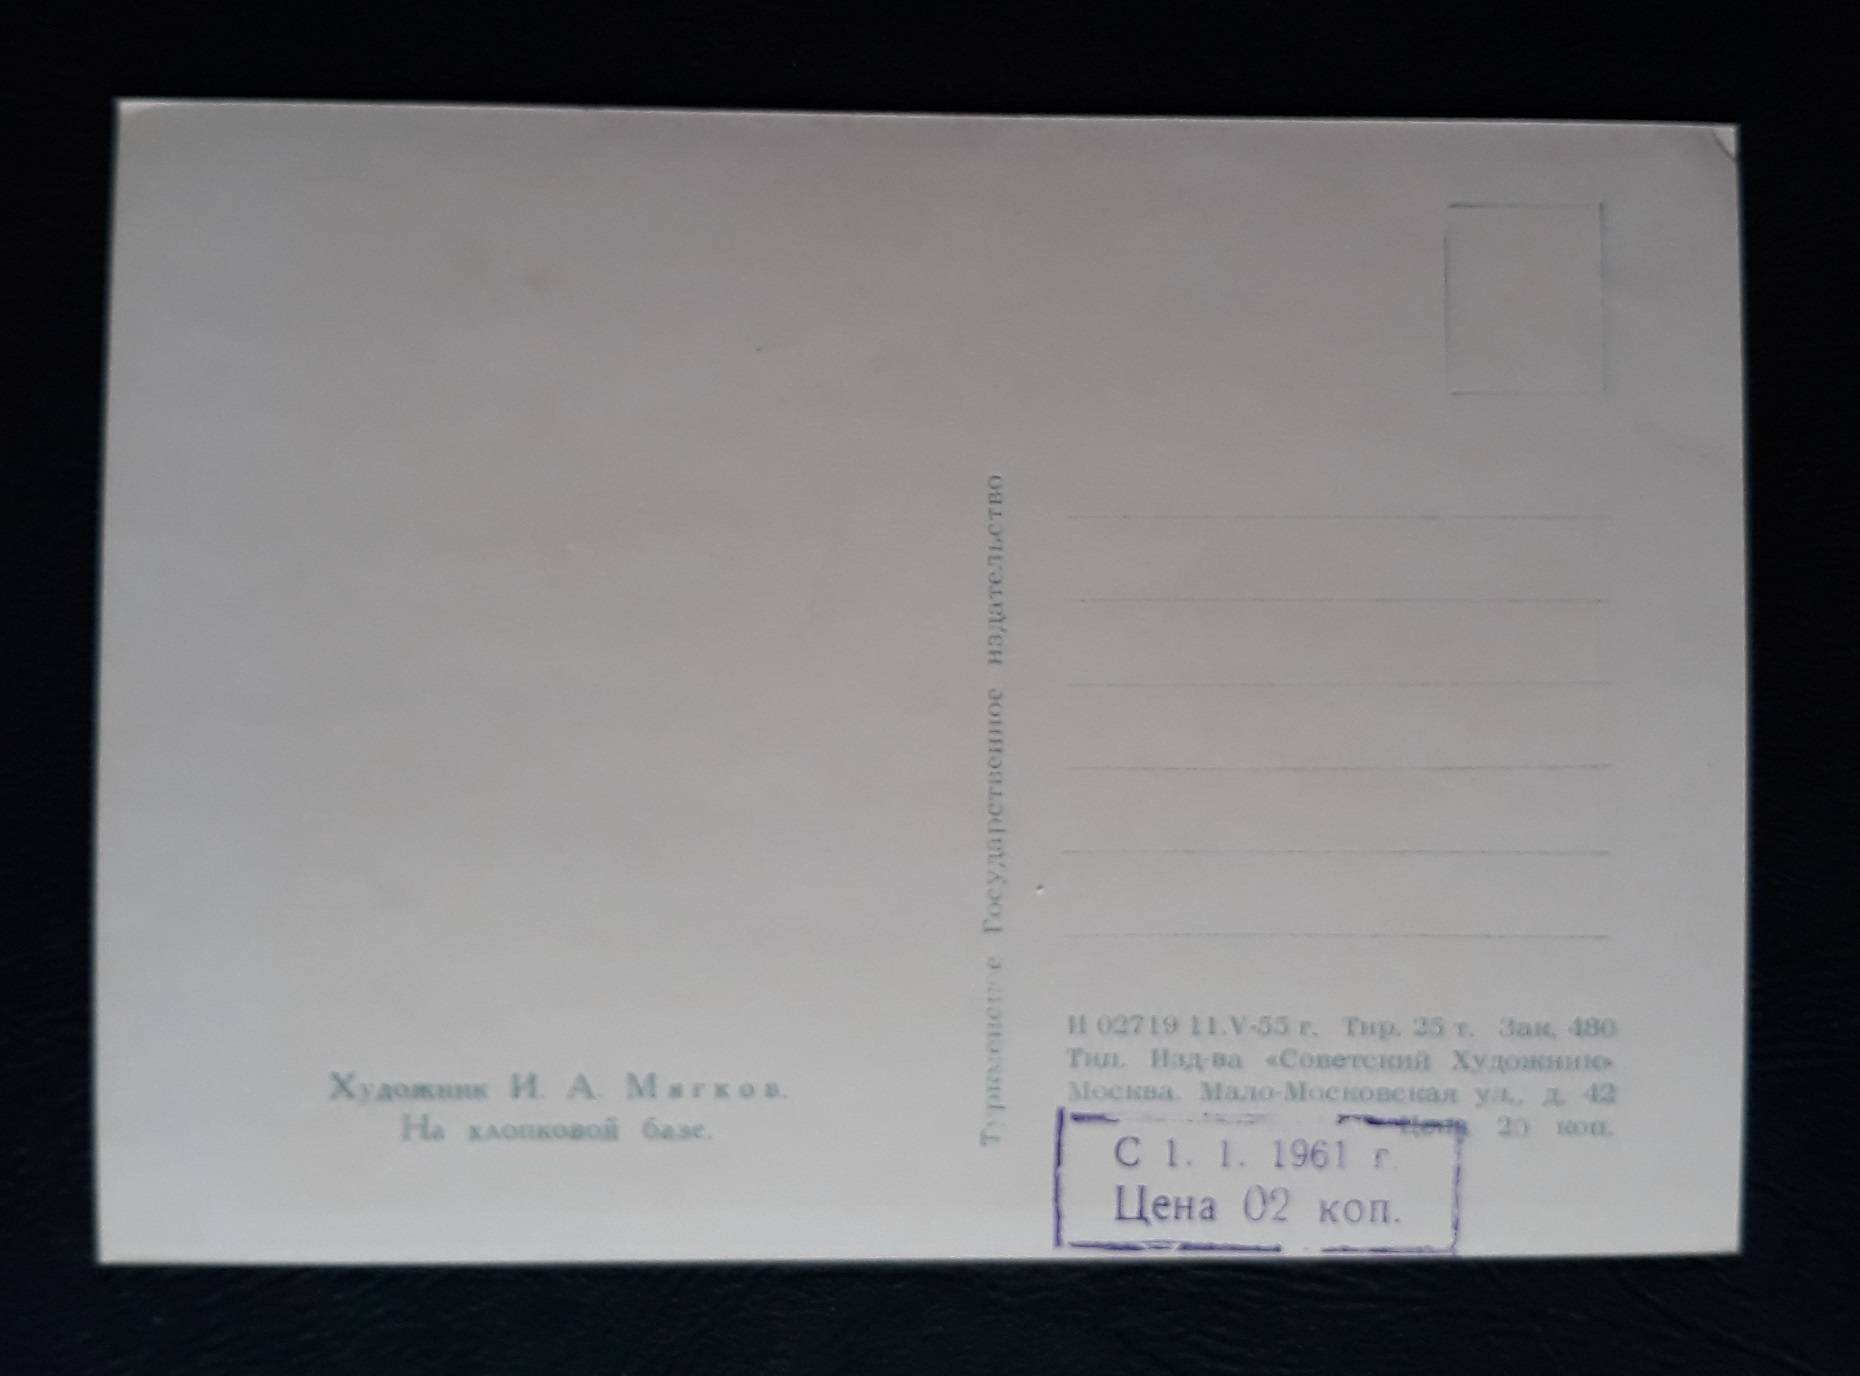 Художник И. А. Мягков.
На хлопковой базе.
Туркменское Государственное издательство
Н 02719 11.V-55 г. Тир. 25 т. Зак. 480
Тип. Изд-ва «Советский Художник»
Москва, Мало-Московская ул., д. 42
Цена коп.
С 1. 1. 1961 г.
Цена 02 коп.